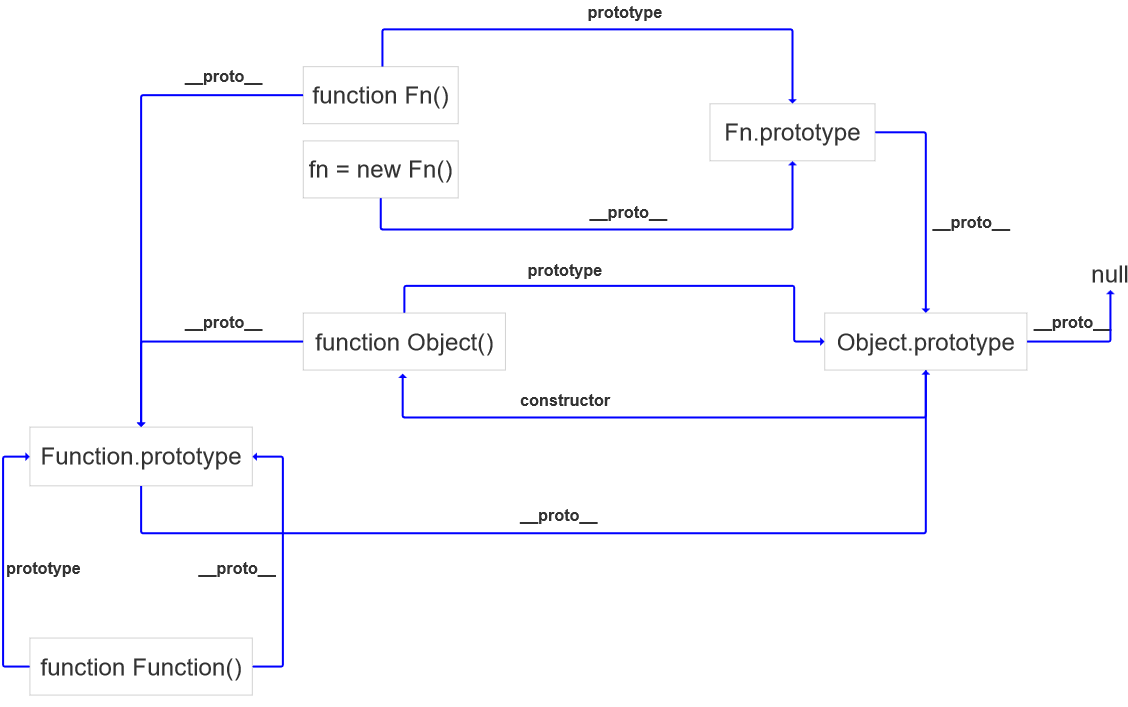 prototype
__proto__
function Fn()
Fn.prototype
fn = new Fn()
__proto__
__proto__
prototype
null
__proto__
__proto__
function Object()
Object.prototype
constructor
Function.prototype
__proto__
prototype
__proto__
function Function()